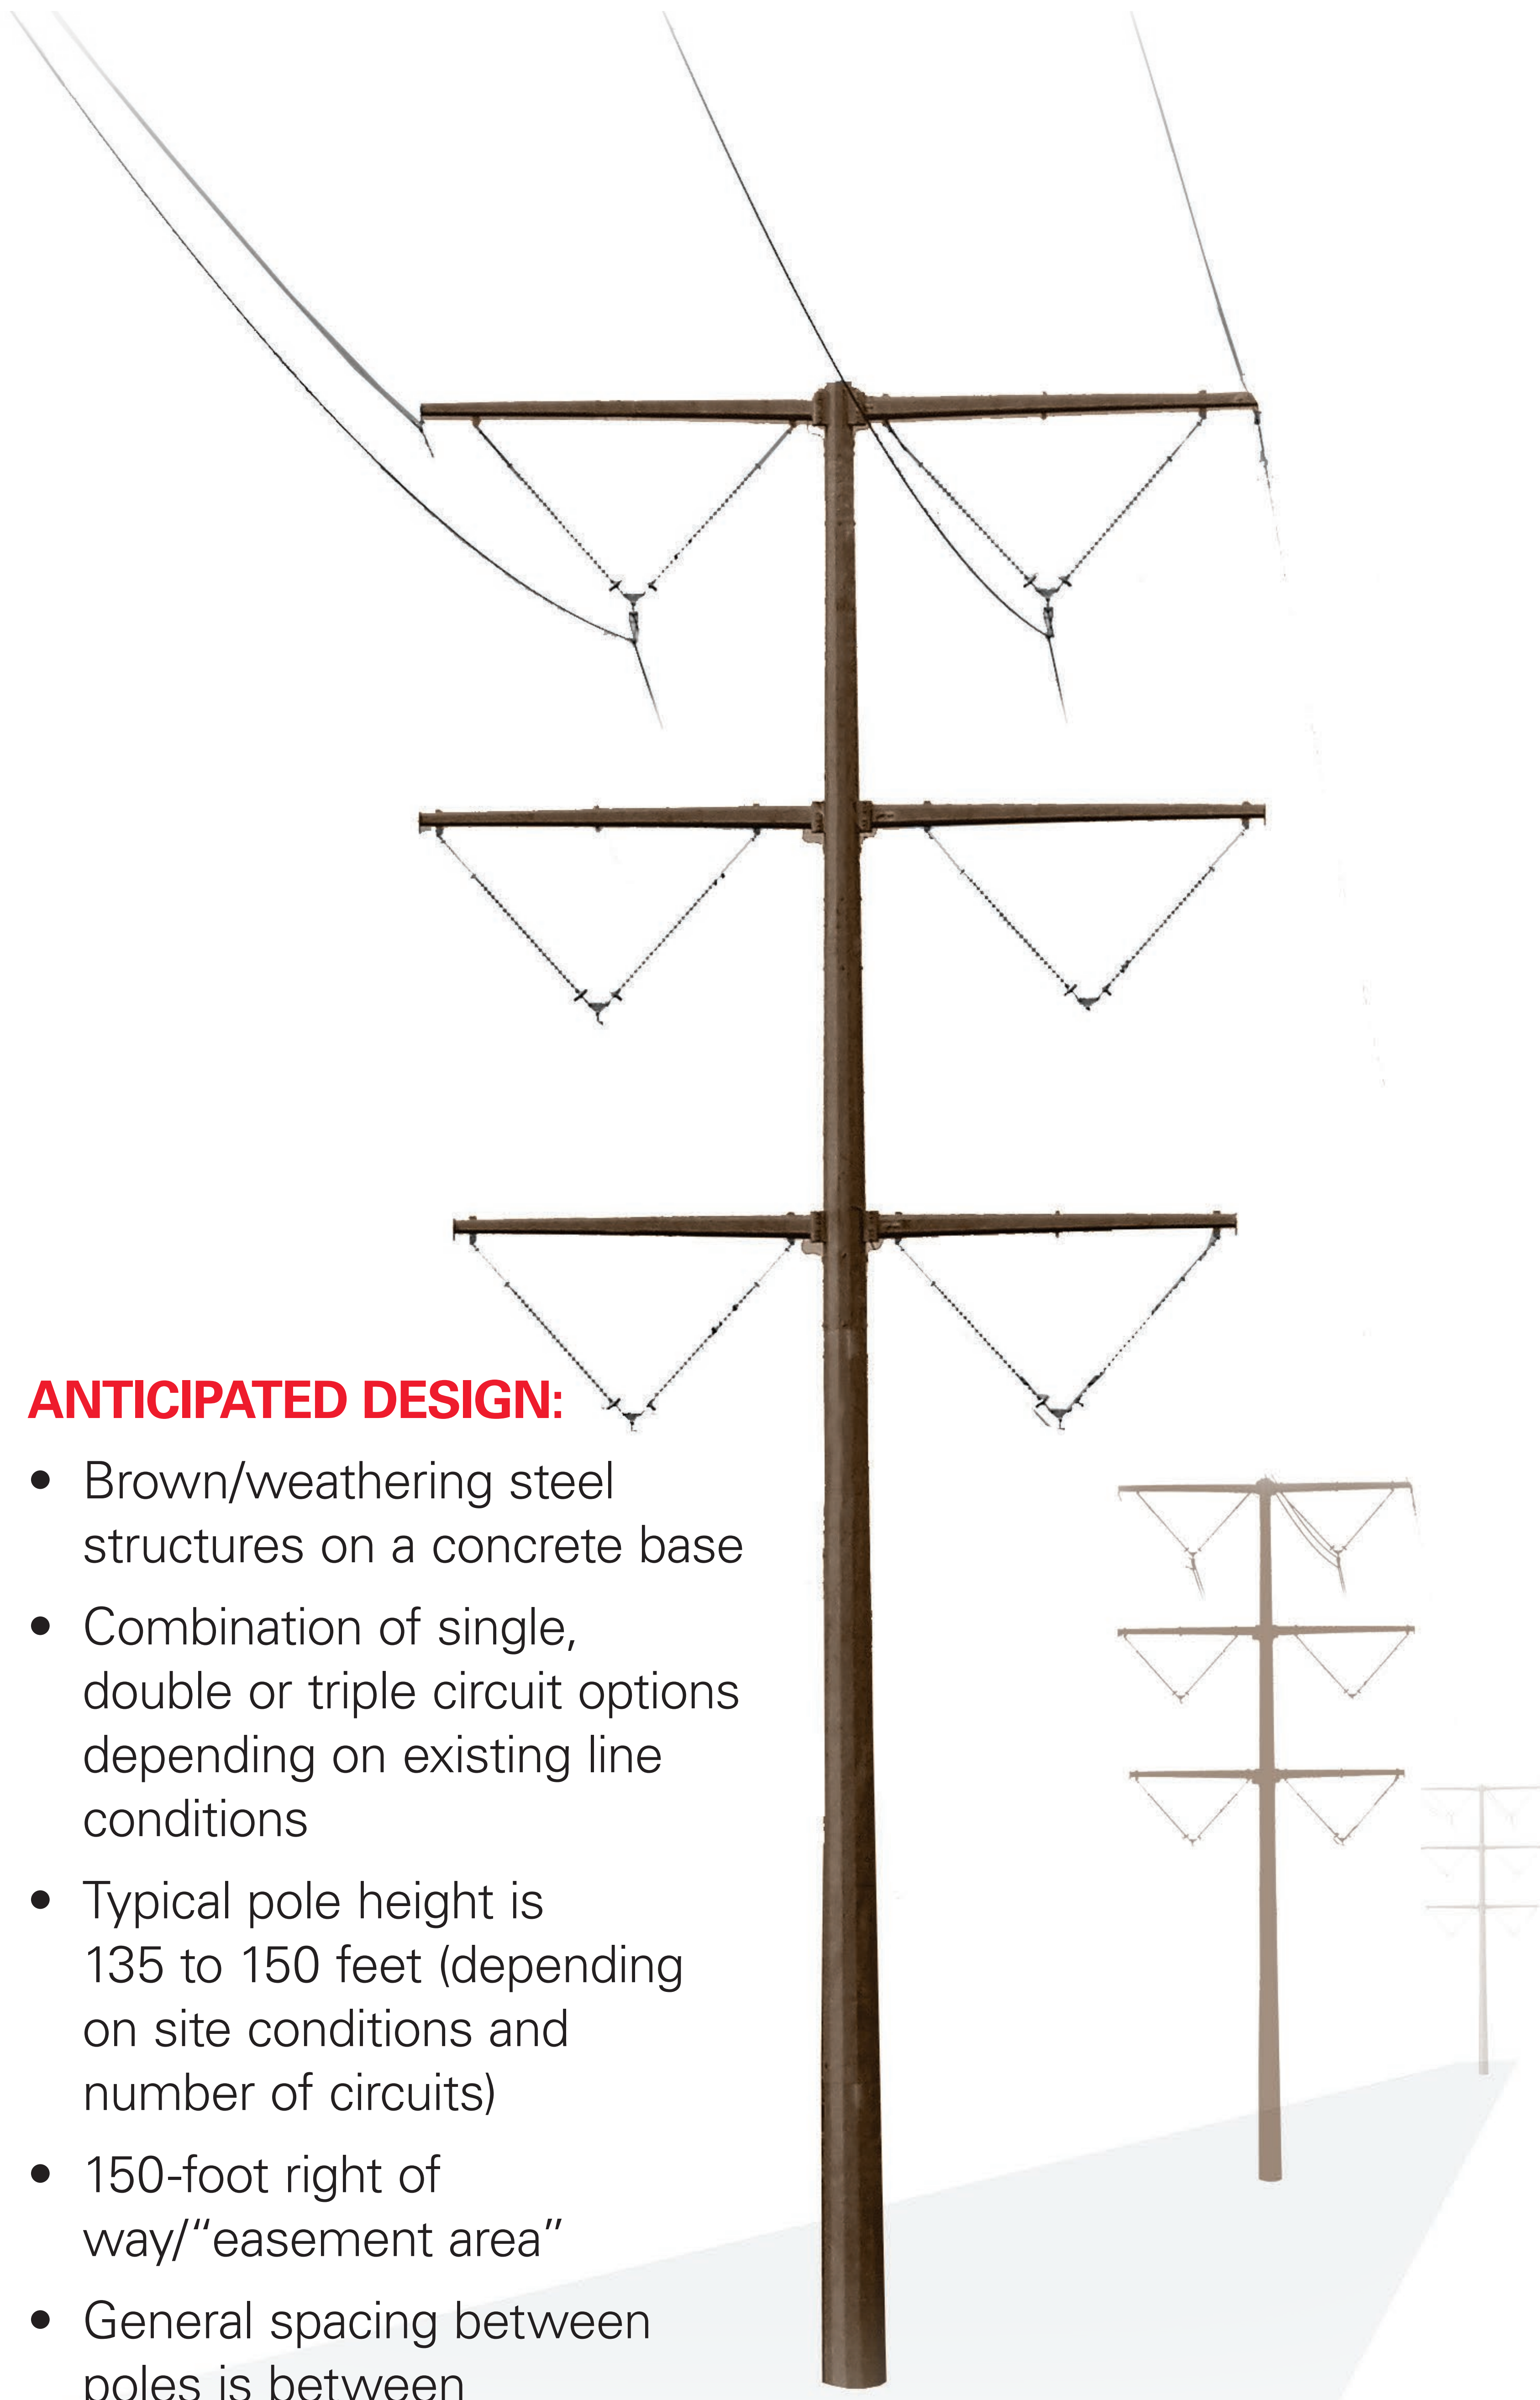 ANTICIPATED DESIGN:
• Brown/weathering steel
structures on a concrete base
• Combination of single,
double or triple circuit options
depending on existing line
conditions
• Typical pole height is
135 to 150 feet (depending
on site conditions and
number of circuits)
• 150-foot right of
way/“easement area”
• General spacing between
poles is between